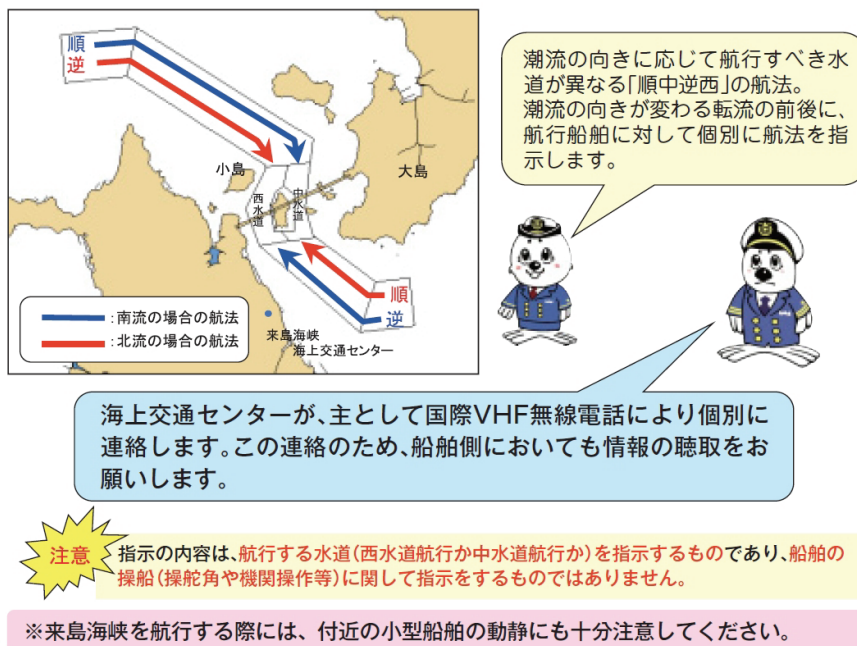 順
逆
小島
大島
西水道
中水道
順
逆
：南流の場合の航法
：北流の場合の航法
来島海峡
海上交通センター
潮流の向きに応じて航行すべき水
道が異なる「順中逆西」の航法。
潮流の向きが変わる転流の前後に、
航行船舶に対して個別に航法を指
示します。
海上交通センターが、主として国際VHF無線電話により個別に
連絡します。この連絡のため、船舶側においても情報の聴取をお
願いします。
注意
指示の内容は、航行する水道（西水道航行か中水道航行か）を指示するものであり、船舶の
操船（操舵角や機関操作等）に関して指示をするものではありません。
※来島海峡を航行する際には、付近の小型船舶の動静にも十分注意してください。